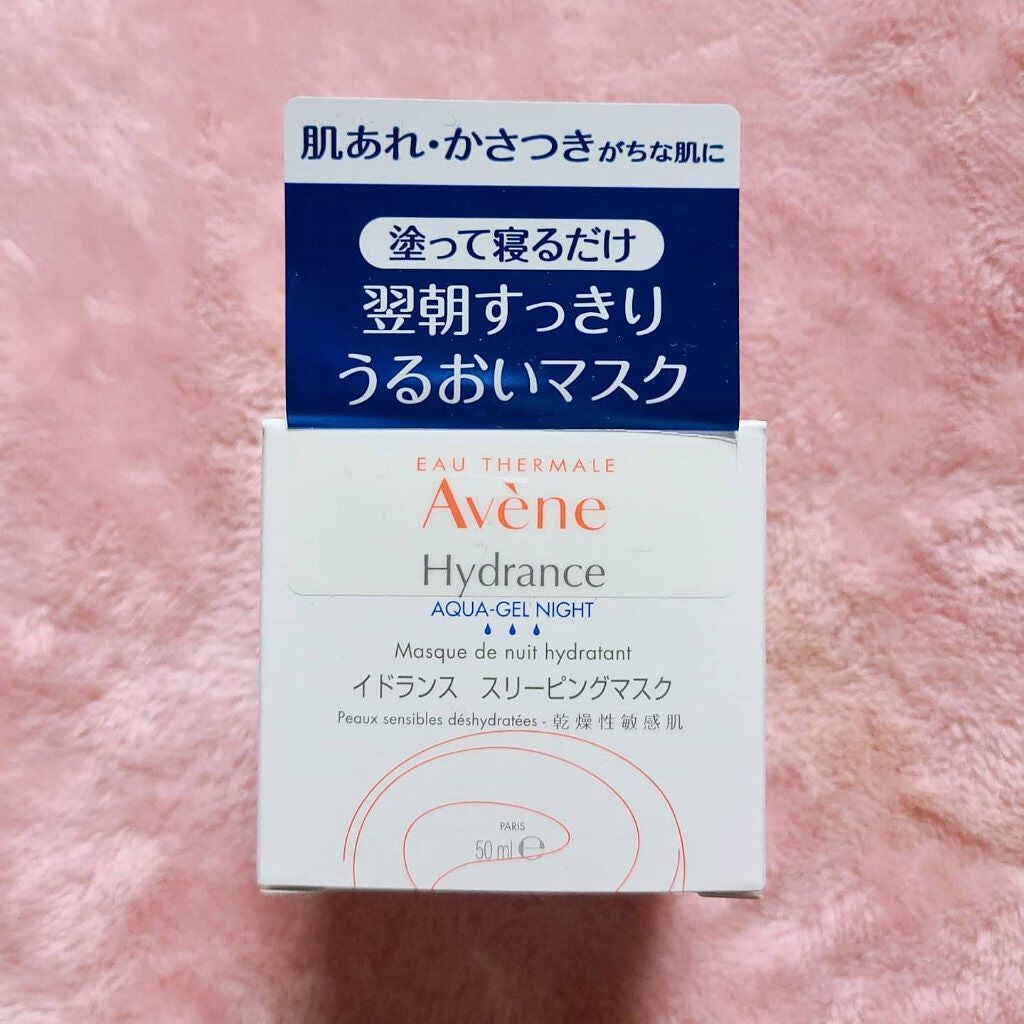 肌あれ・かさつきがちな肌に
塗って寝るだけ
翌朝すっきり
うるおいマスク
EAU THERMALE
Avène
Hydrance
AQUA-GEL NIGHT
Masque de nuit hydratant
イドランス スリーピングマスク
Peaux sensibles déshydratées - 乾燥性敏感肌
PARIS
50 ml ℮